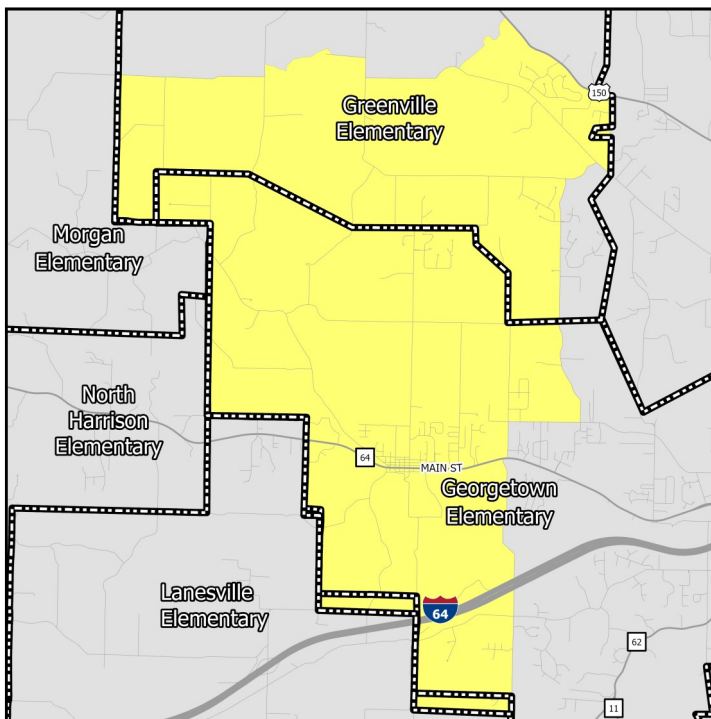 150
Greenville
Elementary
Morgan
Elementary
North
Harrison
Elementary
64
MAIN ST
Georgetown
Elementary
Lanesville
Elementary
64
62
11